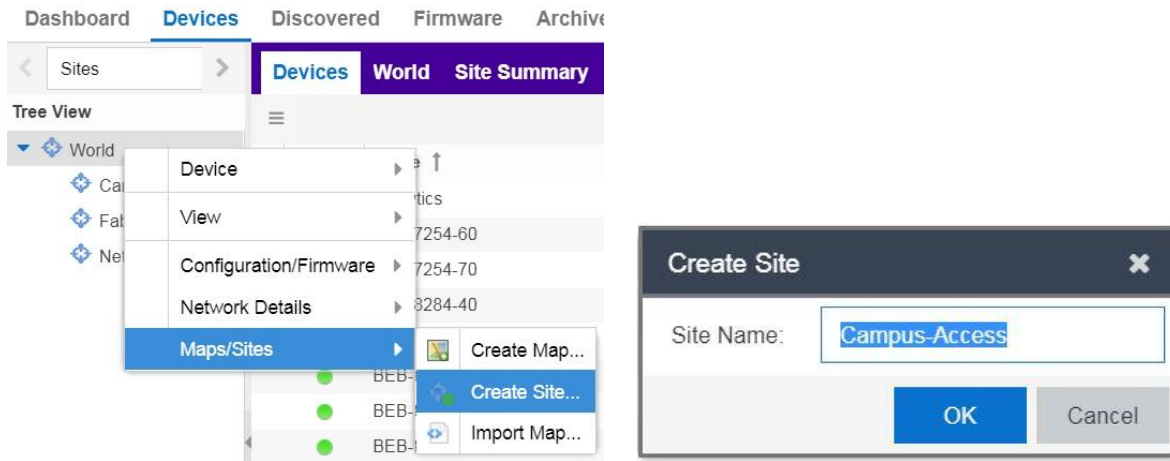 Dashboard Devices Discovered Firmware
Sites
Devices World Site Summary
Tree View
World
Device
View
7254-60
Configuration/Firmware
7254-70
Network Details
8284-40
Maps/Sites
Create Map...
Create Site...
Import Map...
Create Site
Site Name: Campus-Access
OK Cancel